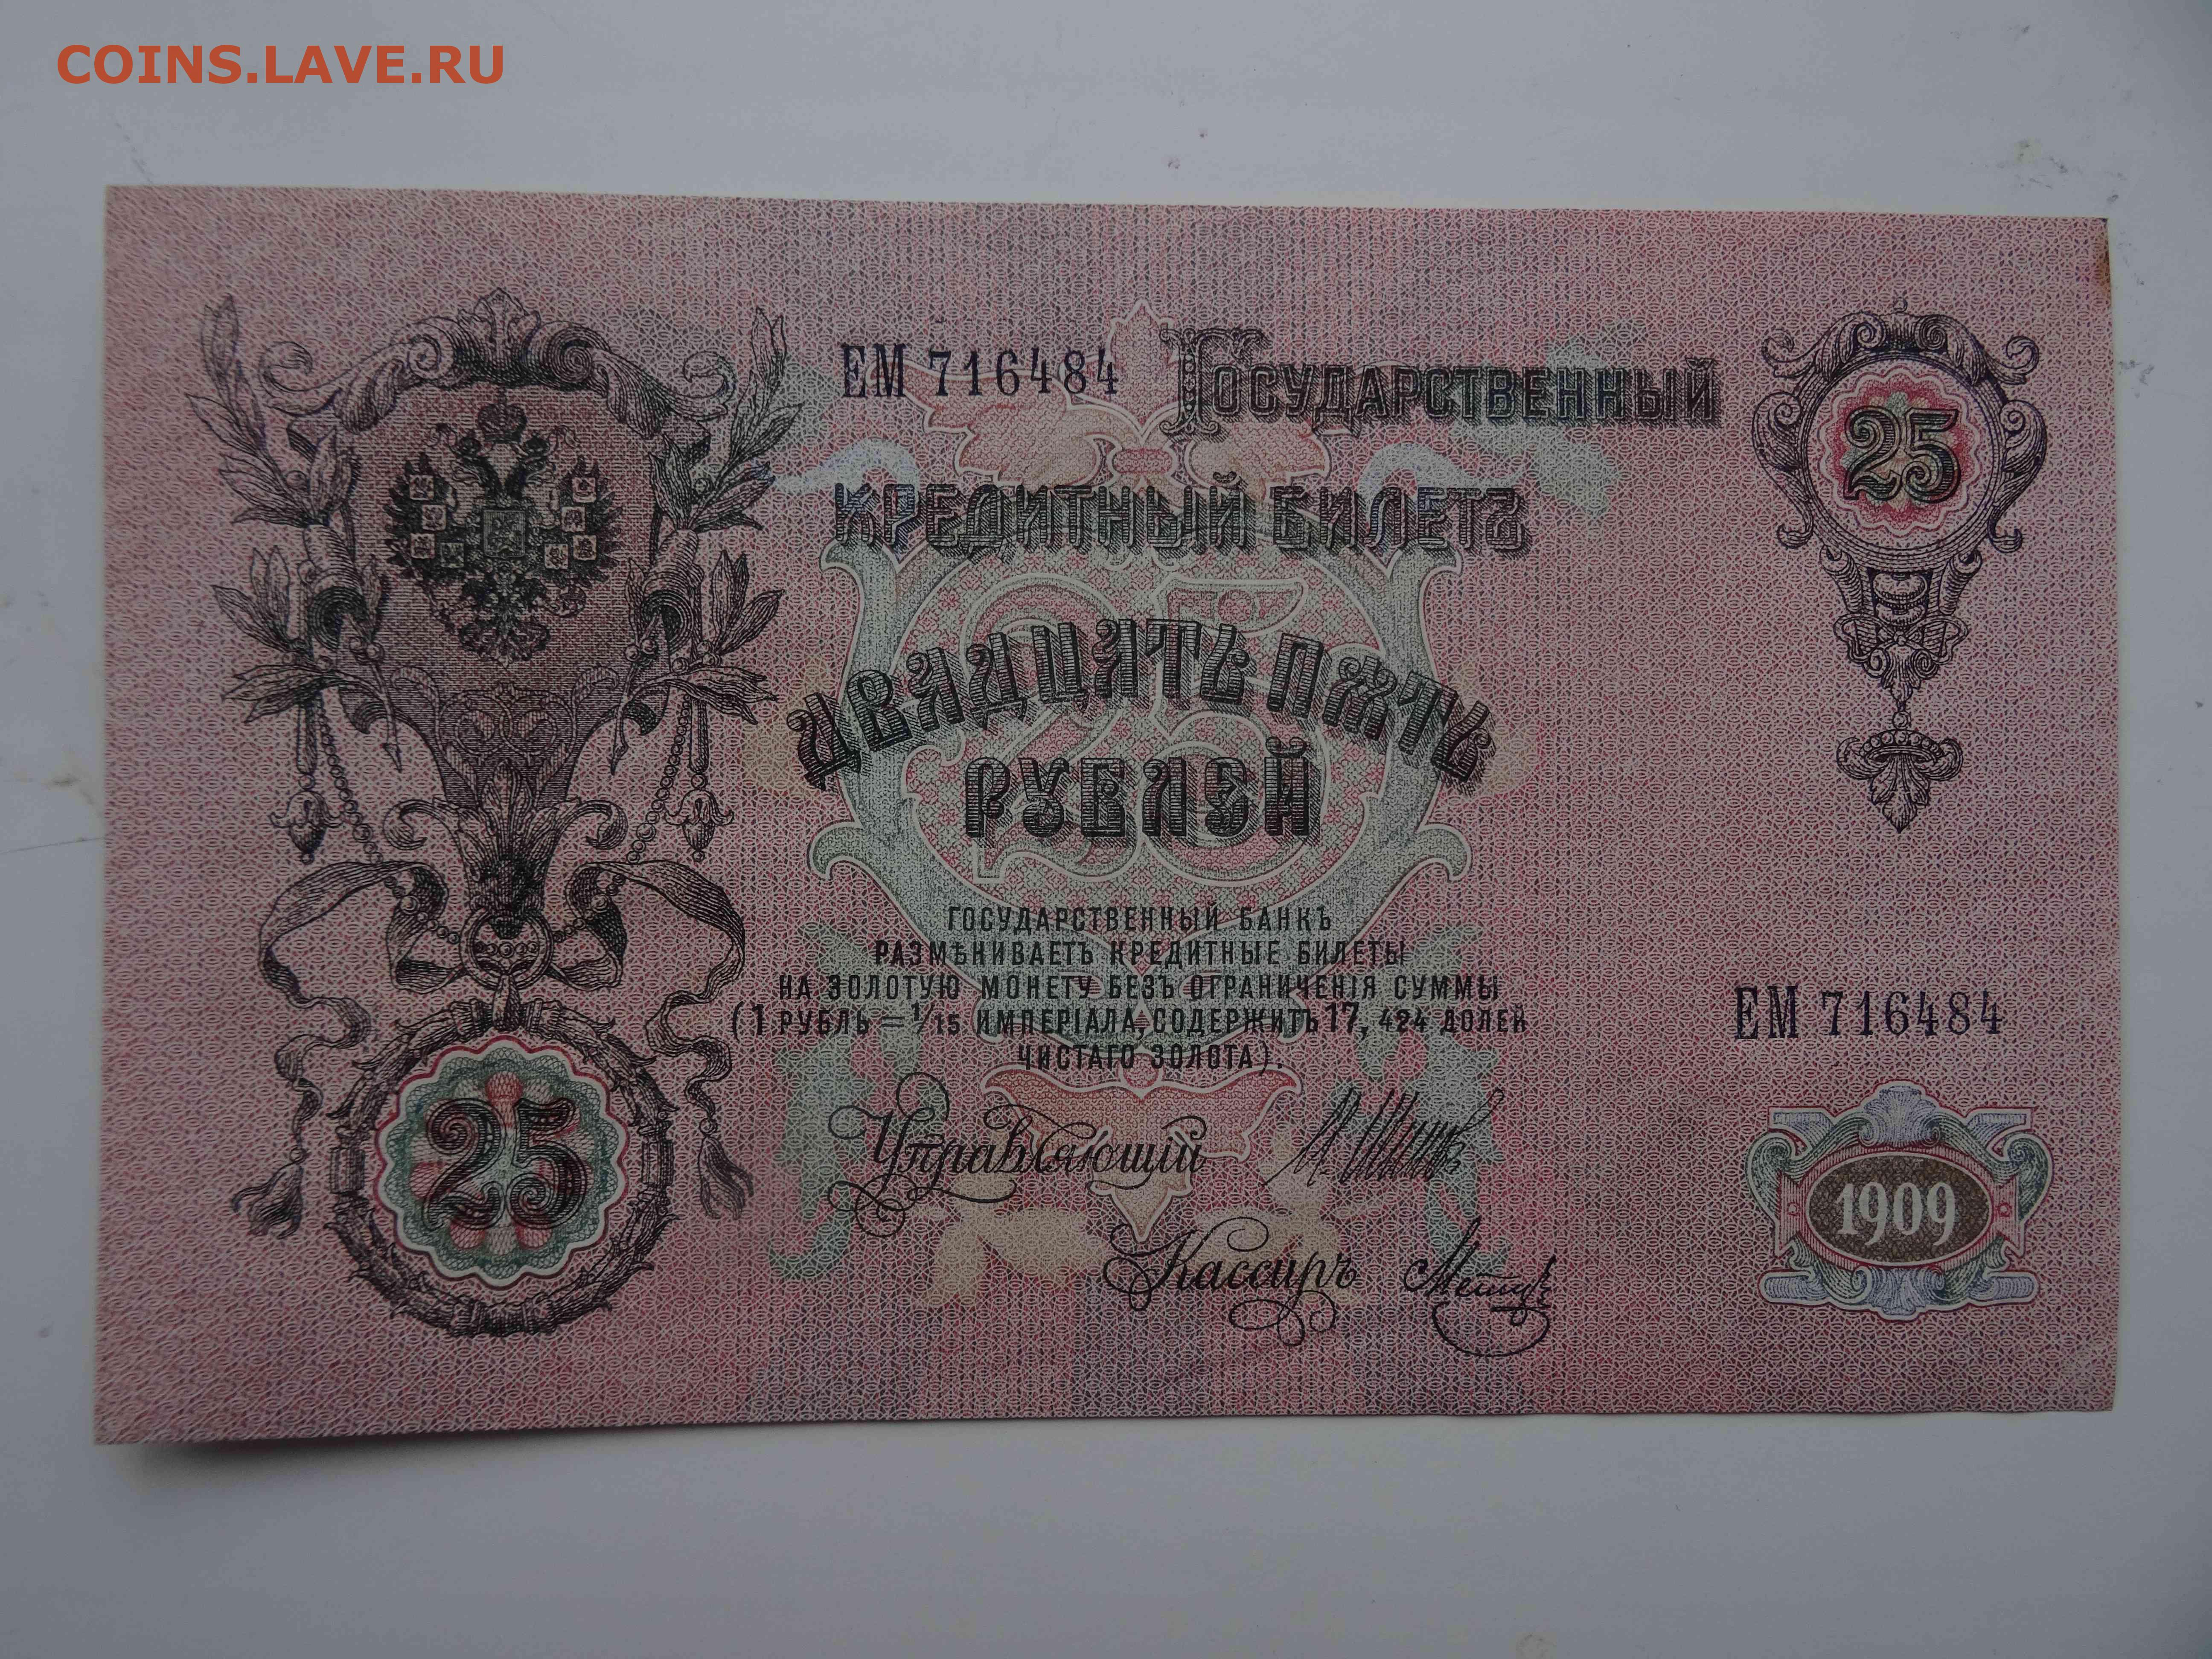 COINS.LAVE.RU
ЕМ 716484
ГОСУДАРСТВЕННЫЙ
25
КРЕДИТНЫЙ БИЛЕТЪ
25
ДВАДЦАТЬ ПЯТЬ
РУБЛЕЙ
ГОСУДАРСТВЕННЫЙ БАНКЪ
РАЗМѢНИВАЕТЪ КРЕДИТНЫЕ БИЛЕТЫ
НА ЗОЛОТУЮ МОНЕТУ БЕЗЪ ОГРАНИЧЕНІЯ СУММЫ
(1 РУБЛЬ = 1/15 ИМПЕРІАЛА, СОДЕРЖИТЪ 17, 424 ДОЛЕЙ
ЧИСТАГО ЗОЛОТА).
ЕМ 716484
25
Управляющій
1909
Кассиръ